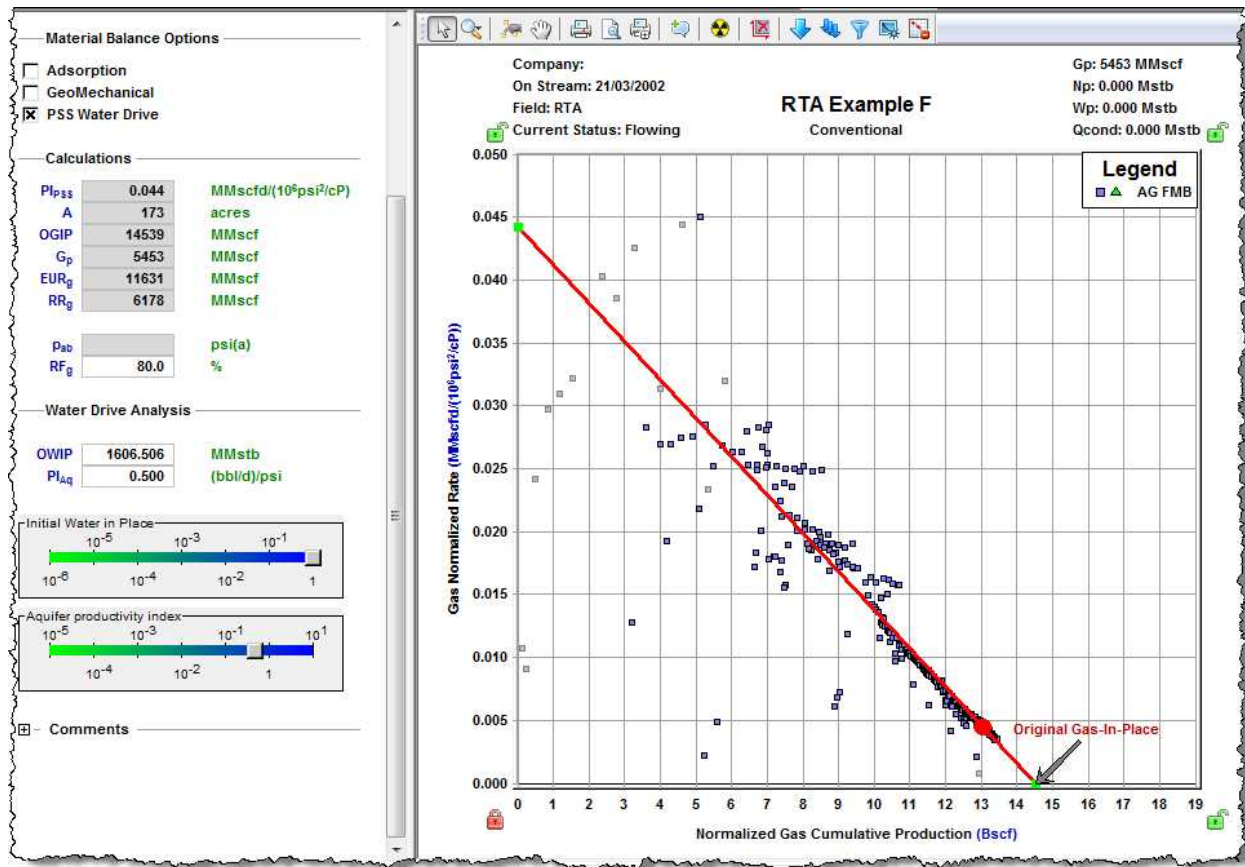 Material Balance Options
Adsorption
GeoMechanical
PSS Water Drive
Calculations
PIPSS 0.044 MMscfd/(10⁶psi²/cP)
A 173 acres
OGIP 14539 MMscf
Gp 5453 MMscf
EURg 11631 MMscf
RRg 6178 MMscf
pab psi(a)
RFg 80.0 %
Water Drive Analysis
OWIP 1606.506 MMstb
PIAq 0.500 (bbl/d)/psi
Initial Water in Place
10⁻⁵ 10⁻³ 10⁻¹
10⁻⁶ 10⁻⁴ 10⁻² 1
Aquifer productivity index
10⁻⁵ 10⁻³ 10⁻¹ 10¹
10⁻⁴ 10⁻² 1
Comments
Company:
On Stream: 21/03/2002
Field: RTA
Current Status: Flowing
RTA Example F
Conventional
Gp: 5453 MMscf
Np: 0.000 Mstb
Wp: 0.000 Mstb
Qcond: 0.000 Mstb
Legend
AG FMB
Gas Normalized Rate (MMscfd/(10⁶psi²/cP))
0.050
0.045
0.040
0.035
0.030
0.025
0.020
0.015
0.010
0.005
0.000
Original Gas-In-Place
0 1 2 3 4 5 6 7 8 9 10 11 12 13 14 15 16 17 18 19
Normalized Gas Cumulative Production (Bscf)